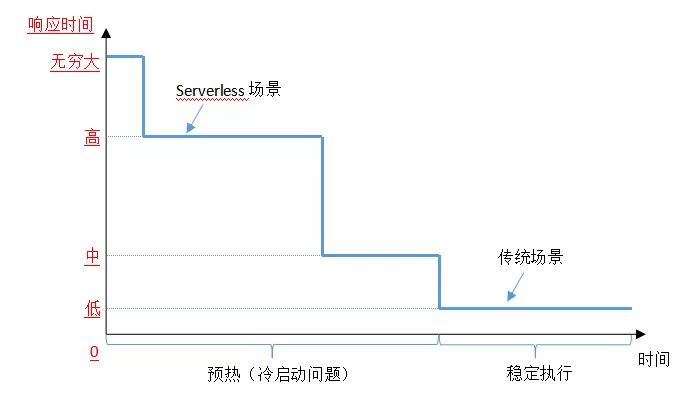 响应时间
无穷大
Serverless 场景
高
中
传统场景
低
0
时间
预热（冷启动问题）
稳定执行